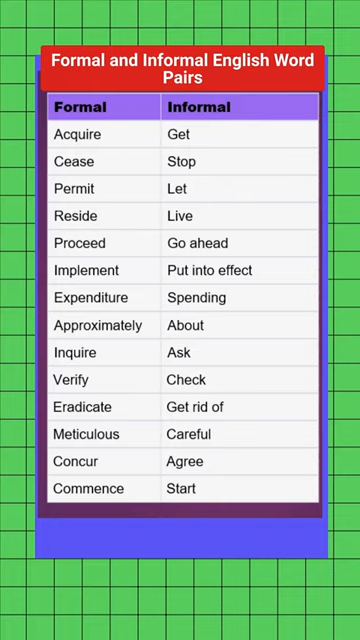 Formal and Informal English Word
Pairs
Formal Informal
Acquire Get
Cease Stop
Permit Let
Reside Live
Proceed Go ahead
Implement Put into effect
Expenditure Spending
Approximately About
Inquire Ask
Verify Check
Eradicate Get rid of
Meticulous Careful
Concur Agree
Commence Start